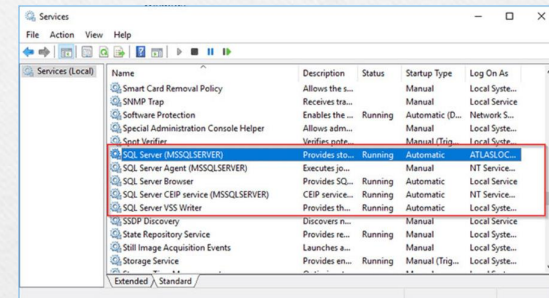 Services
File Action View Help
Services (Local)
Name Description Status Startup Type Log On As
Smart Card Removal Policy Allows the s... Manual Local Syste...
SNMP Trap Receives tra... Manual Local Service
Software Protection Enables the ... Running Automatic (D... Network S...
Special Administration Console Helper Allows adm... Manual Local Syste...
Spot Verifier Verifies pote... Manual (Trig... Local Syste...
SQL Server (MSSQLSERVER) Provides sto... Running Automatic ATLASLOC...
SQL Server Agent (MSSQLSERVER) Executes jo... Manual NT Service...
SQL Server Browser Provides SQ... Running Automatic Local Service
SQL Server CEIP service (MSSQLSERVER) CEIP service... Running Automatic NT Service...
SQL Server VSS Writer Provides th... Running Automatic Local Syste...
SSDP Discovery Discovers n... Manual Local Service
State Repository Service Provides re... Running Manual Local Syste...
Still Image Acquisition Events Launches a... Manual Local Syste...
Storage Service Provides en... Running Manual (Trig... Local Syste...
Extended Standard